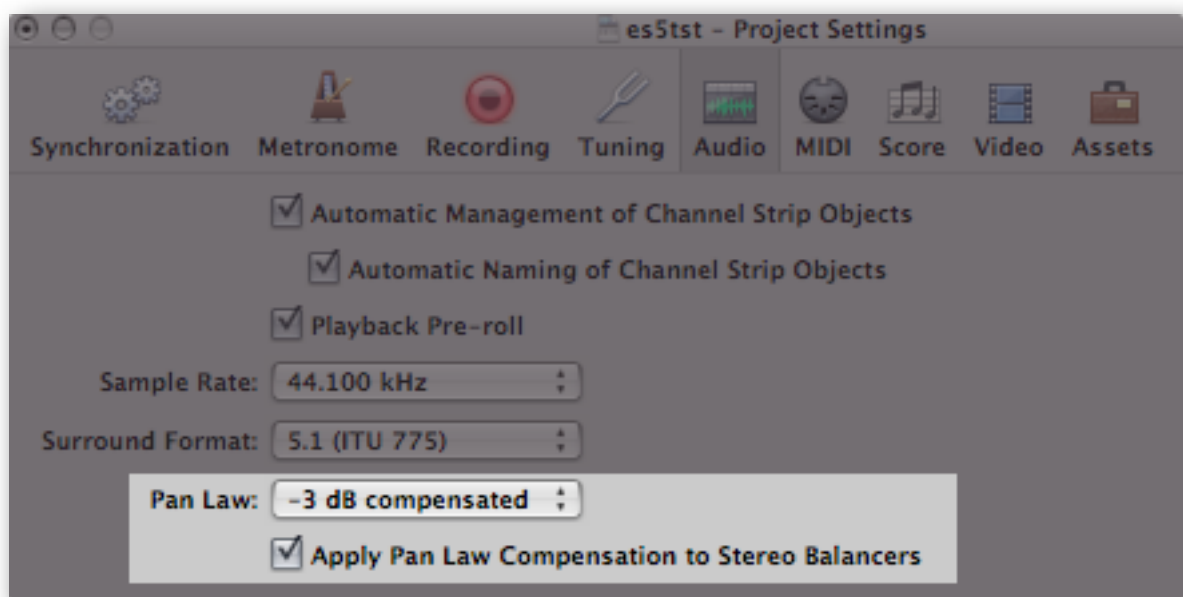 es5tst - Project Settings
Synchronization Metronome Recording Tuning Audio MIDI Score Video Assets
Automatic Management of Channel Strip Objects
Automatic Naming of Channel Strip Objects
Playback Pre-roll
Sample Rate: 44.100 kHz
Surround Format: 5.1 (ITU 775)
Pan Law: -3 dB compensated
Apply Pan Law Compensation to Stereo Balancers